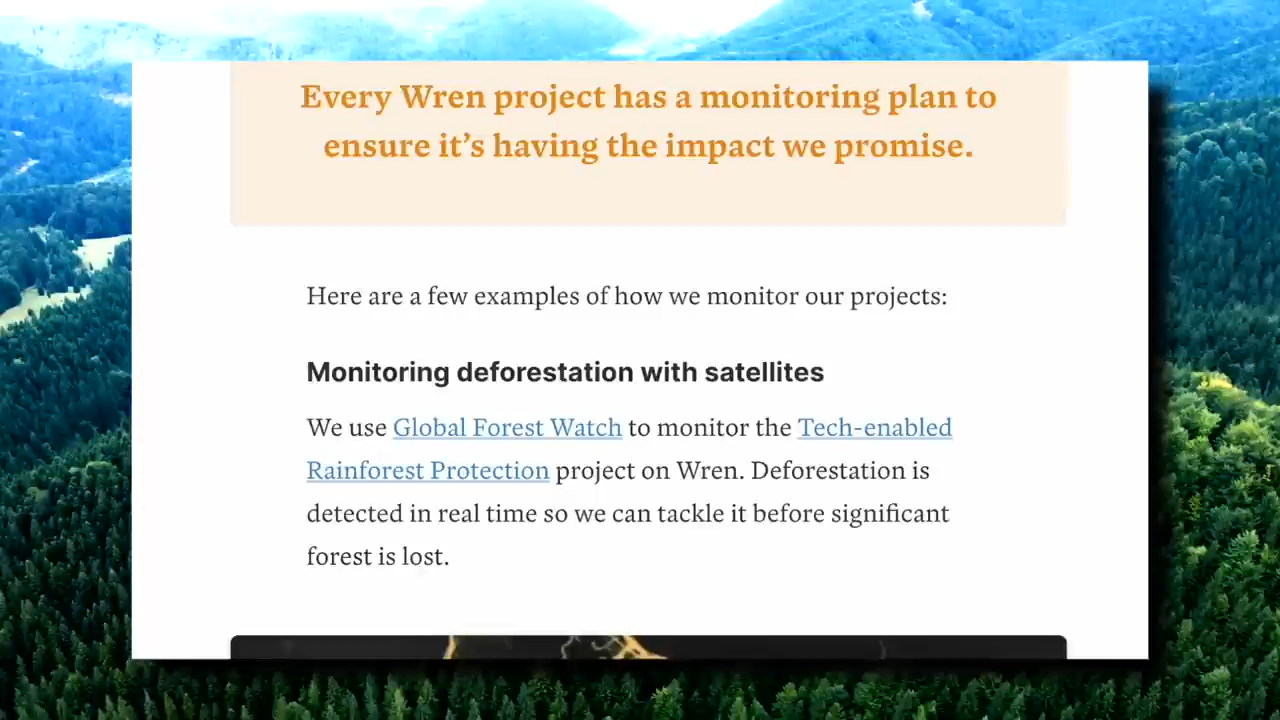 Every Wren project has a monitoring plan to
ensure it’s having the impact we promise.
Here are a few examples of how we monitor our projects:
Monitoring deforestation with satellites
We use Global Forest Watch to monitor the Tech-enabled
Rainforest Protection project on Wren. Deforestation is
detected in real time so we can tackle it before significant
forest is lost.